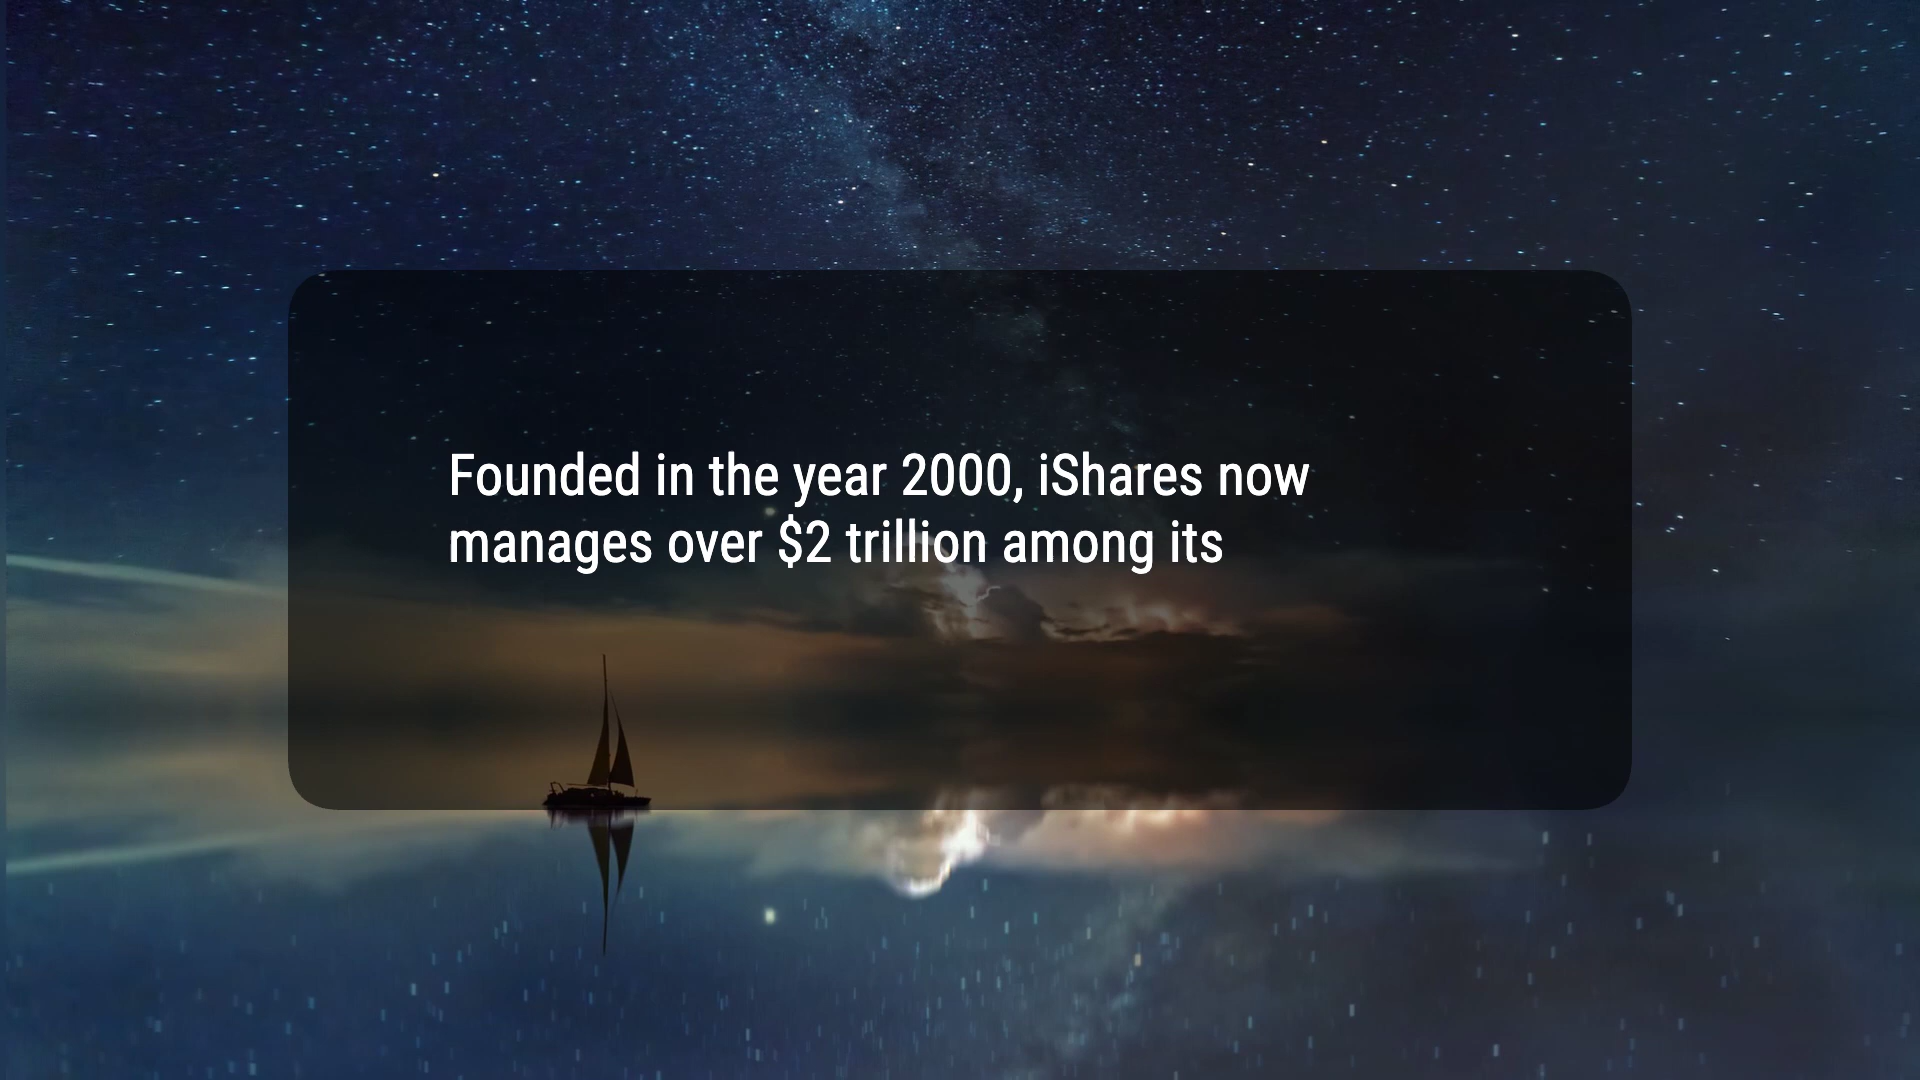 Founded in the year 2000, iShares now
manages over $2 trillion among its